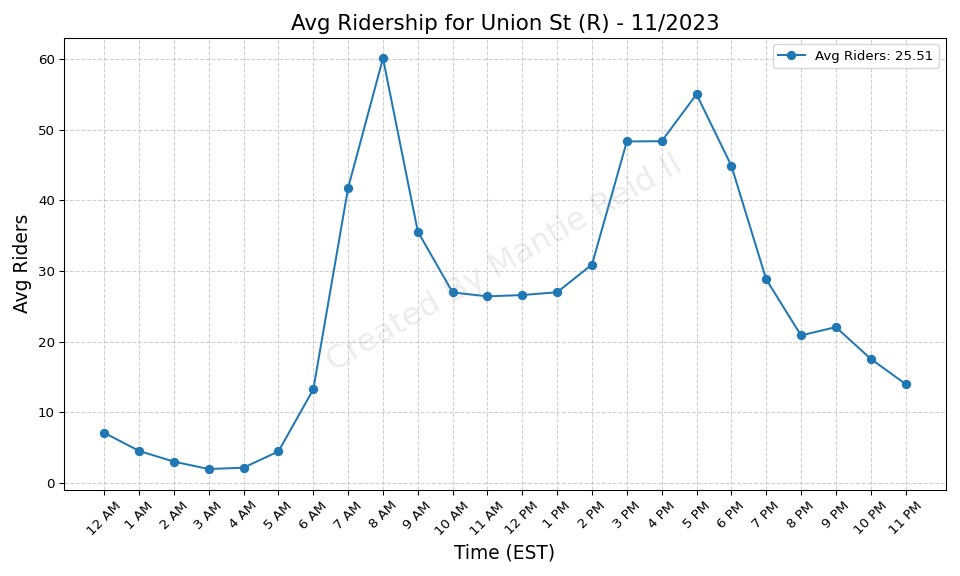 Avg Ridership for Union St (R) - 11/2023
Avg Riders: 25.51
Avg Riders
60
50
40
30
20
10
0
Created By Mantie Reid II
12 AM
1 AM
2 AM
3 AM
4 AM
5 AM
6 AM
7 AM
8 AM
9 AM
10 AM
11 AM
12 PM
1 PM
2 PM
3 PM
4 PM
5 PM
6 PM
7 PM
8 PM
9 PM
10 PM
11 PM
Time (EST)